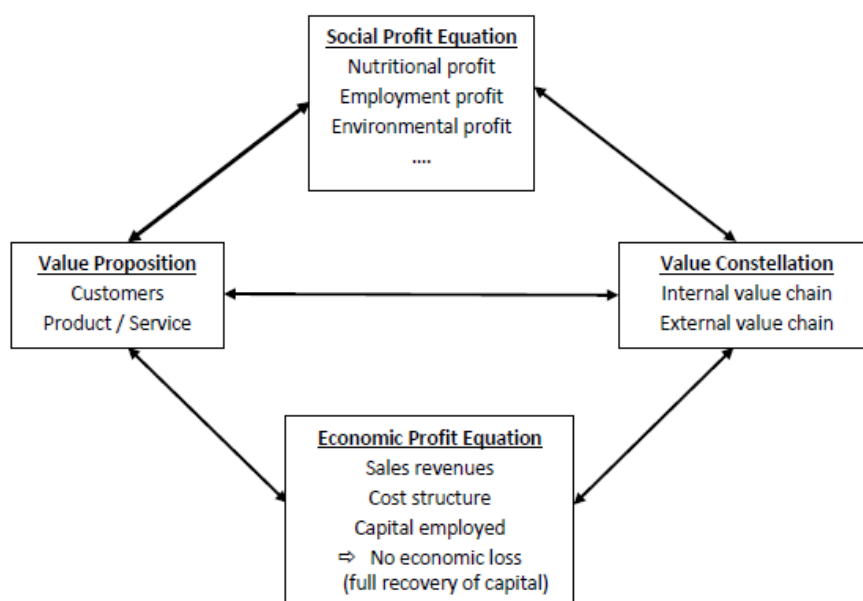 Social Profit Equation
Nutritional profit
Employment profit
Environmental profit
....
Value Proposition
Customers
Product / Service
Value Constellation
Internal value chain
External value chain
Economic Profit Equation
Sales revenues
Cost structure
Capital employed
⇨ No economic loss
(full recovery of capital)